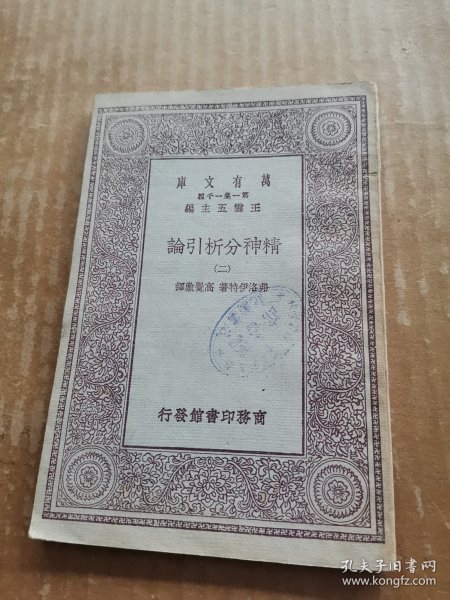 萬有文庫
第一集一千種
王雲五主編
精神分析引論
(二)
弗洛伊特著 高覺敷譯
商務印書館發行
孔夫子旧书网
www.kongfz.com